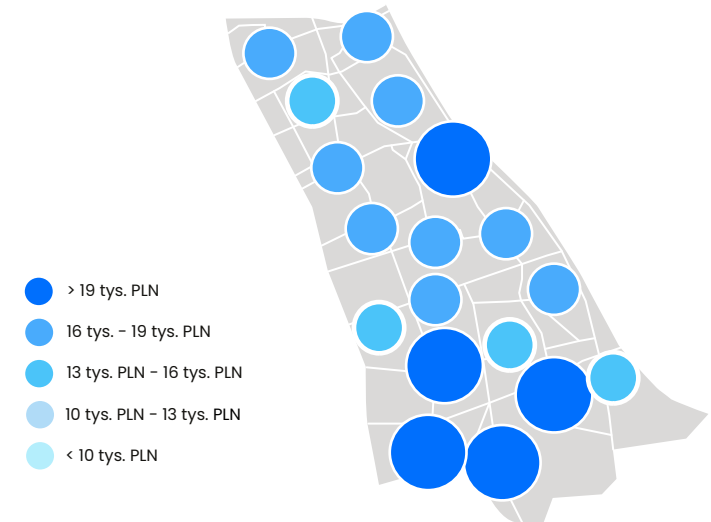 > 19 tys. PLN
16 tys. - 19 tys. PLN
13 tys. PLN - 16 tys. PLN
10 tys. PLN - 13 tys. PLN
< 10 tys. PLN